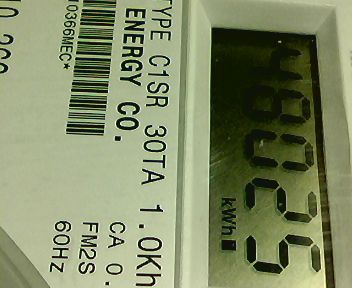 48025
kWh
TYPE C1SR 30TA 1.0Kh
ENERGY CO.
CA 0.
FM2S
60Hz
10366MEC*